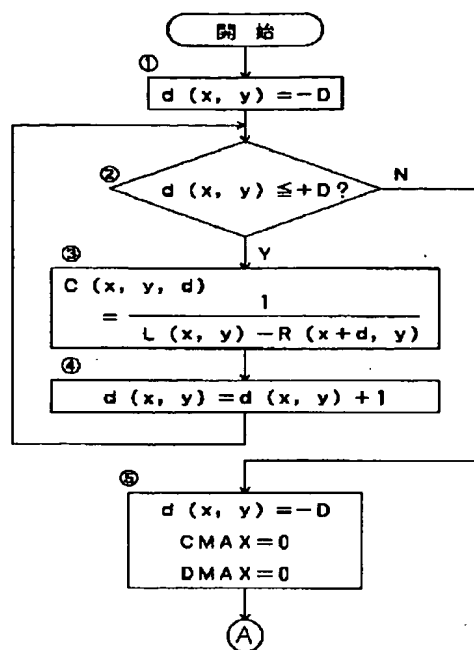 開 始
①
d (x, y) =-D
②
d (x, y) ≦+D?
N
Y
③
C (x, y, d)
= 1 / L (x, y) -R (x+d, y)
④
d (x, y) =d (x, y) +1
⑤
d (x, y) =-D
CMAX=0
DMAX=0
A